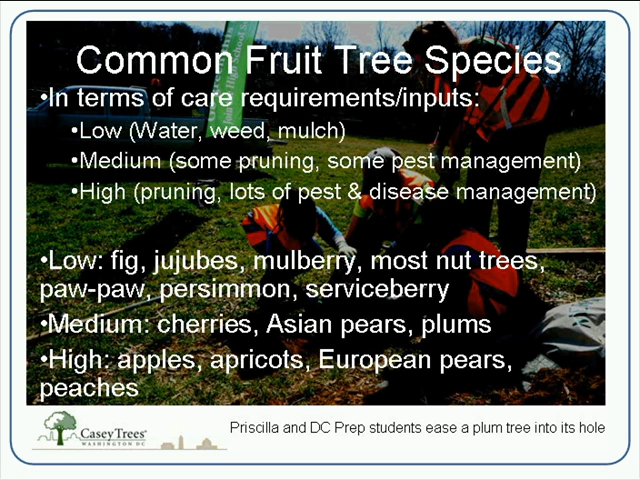 Common Fruit Tree Species
•In terms of care requirements/inputs:
•Low (Water, weed, mulch)
•Medium (some pruning, some pest management)
•High (pruning, lots of pest & disease management)
•Low: fig, jujubes, mulberry, most nut trees,
paw-paw, persimmon, serviceberry
•Medium: cherries, Asian pears, plums
•High: apples, apricots, European pears,
peaches
Priscilla and DC Prep students ease a plum tree into its hole
Casey Trees
WASHINGTON DC